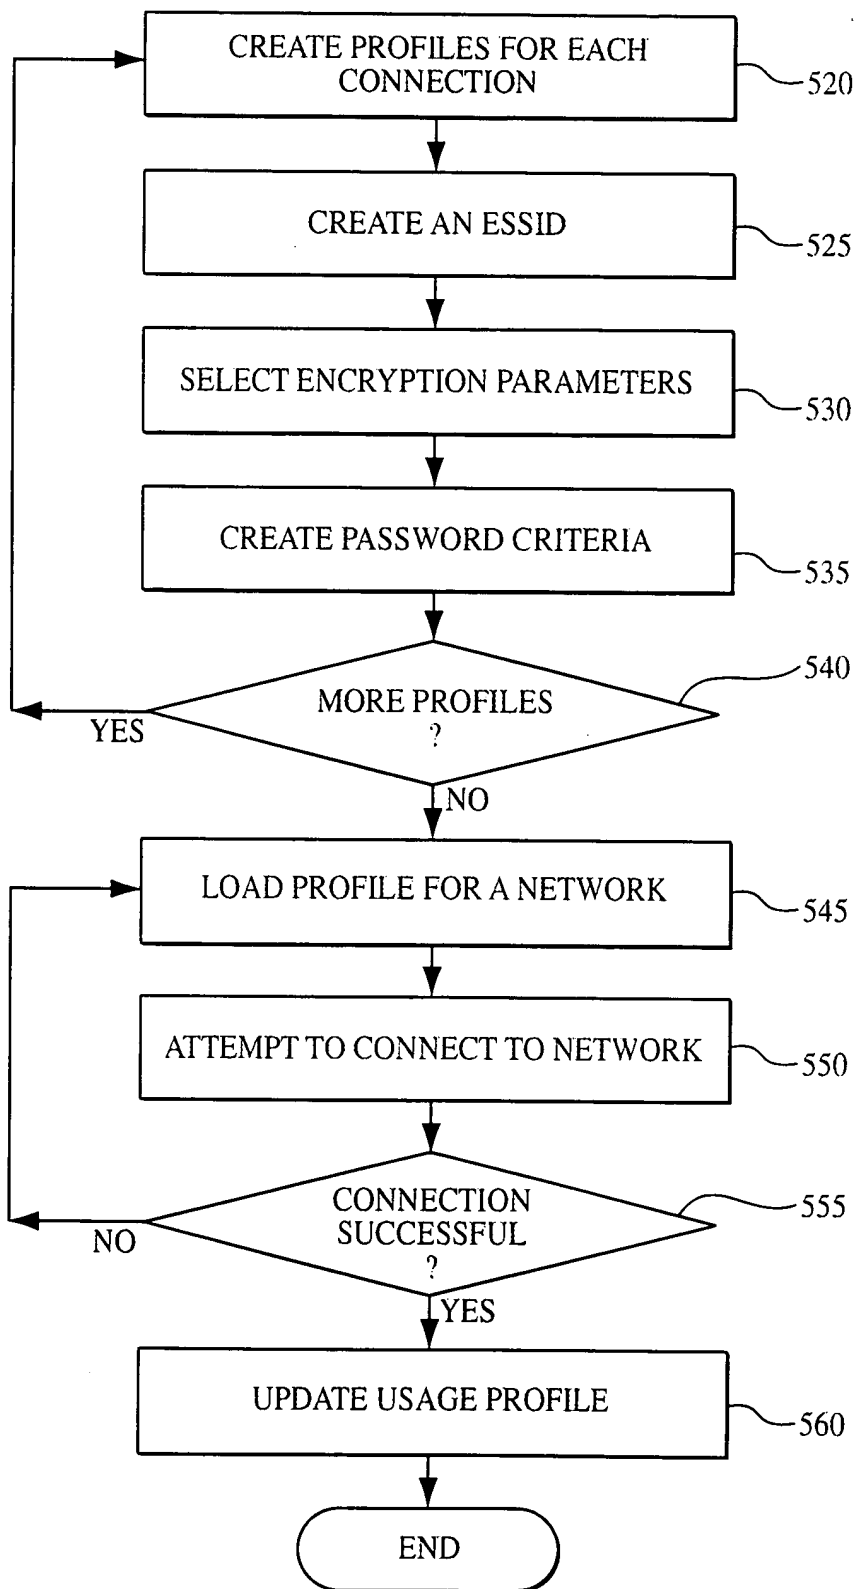 CREATE PROFILES FOR EACH
CONNECTION
520
CREATE AN ESSID
525
SELECT ENCRYPTION PARAMETERS
530
CREATE PASSWORD CRITERIA
535
540
MORE PROFILES
?
YES
NO
LOAD PROFILE FOR A NETWORK
545
ATTEMPT TO CONNECT TO NETWORK
550
CONNECTION
SUCCESSFUL
?
555
NO
YES
UPDATE USAGE PROFILE
560
END